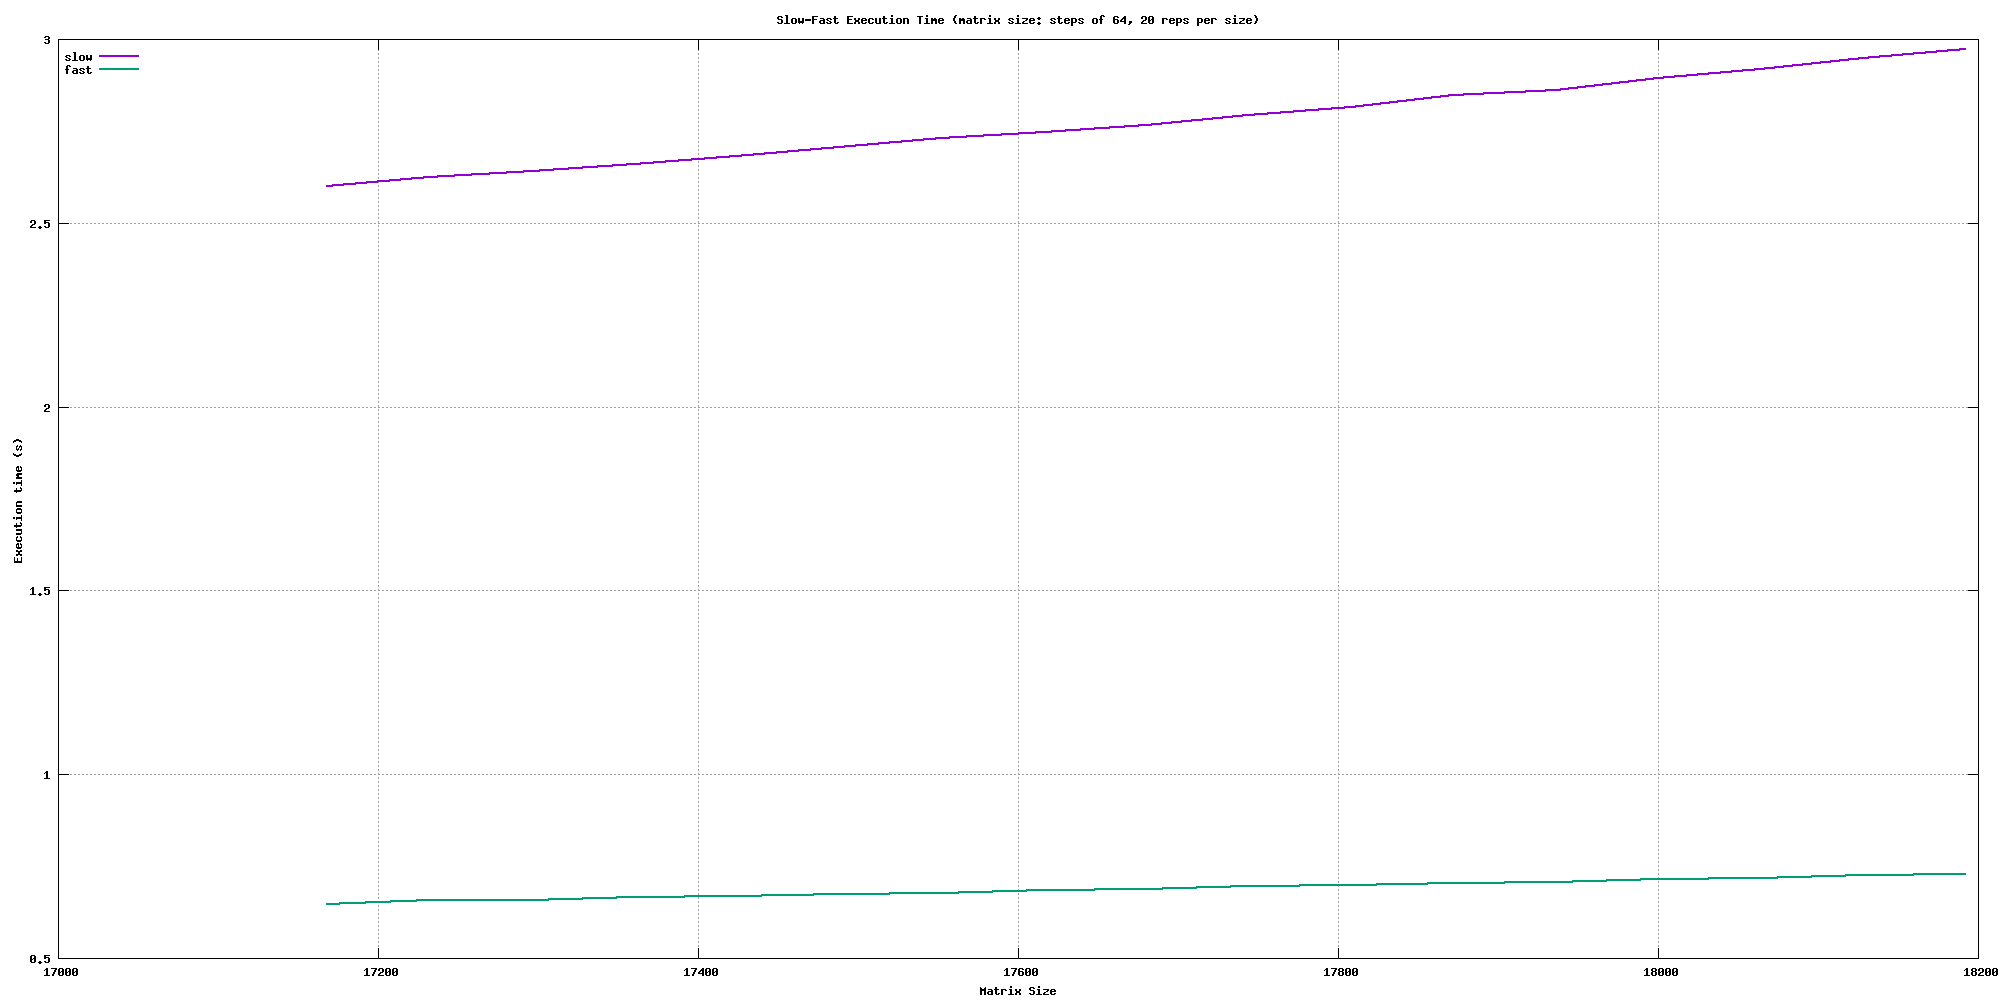 Slow-Fast Execution Time (matrix size: steps of 64, 20 reps per size)
3
slow
fast
2.5
2
Execution time (s)
1.5
1
0.5
17000 17200 17400 17600 17800 18000 18200
Matrix Size